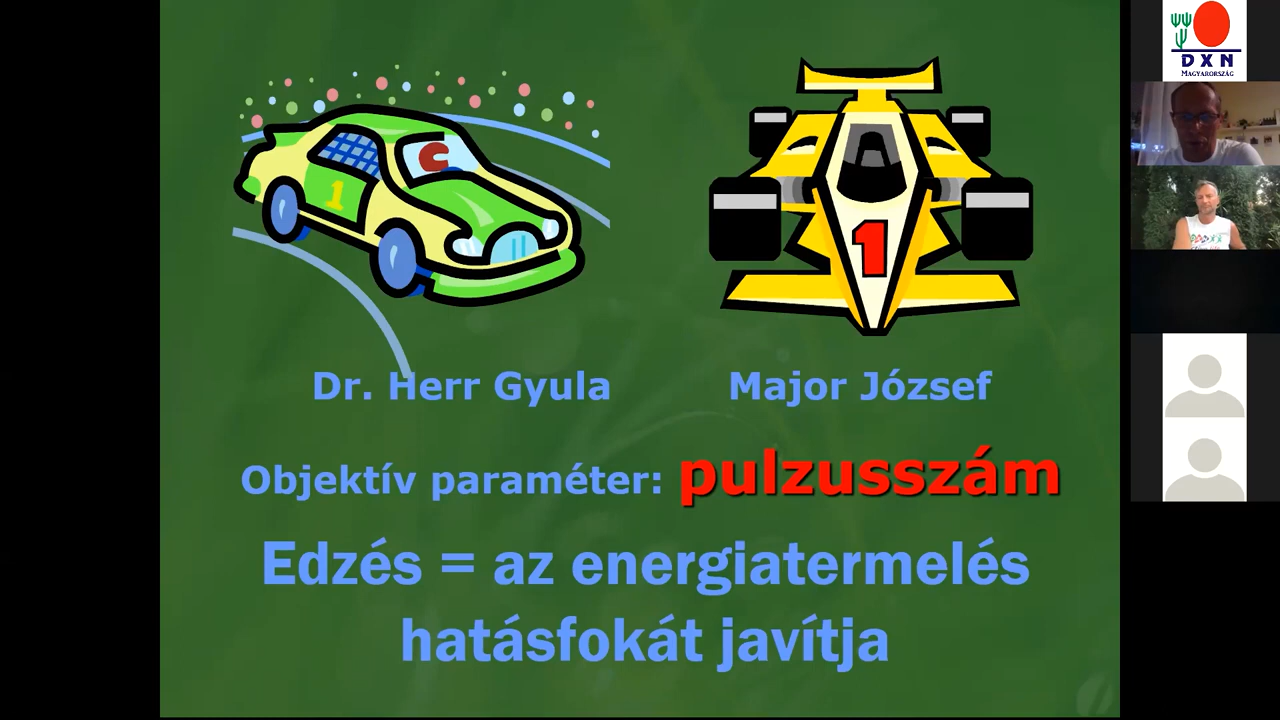 1
1
Dr. Herr Gyula
Major József
Objektív paraméter: pulzusszám
Edzés = az energiatermelés
hatásfokát javítja
DXN
MAGYARORSZÁG